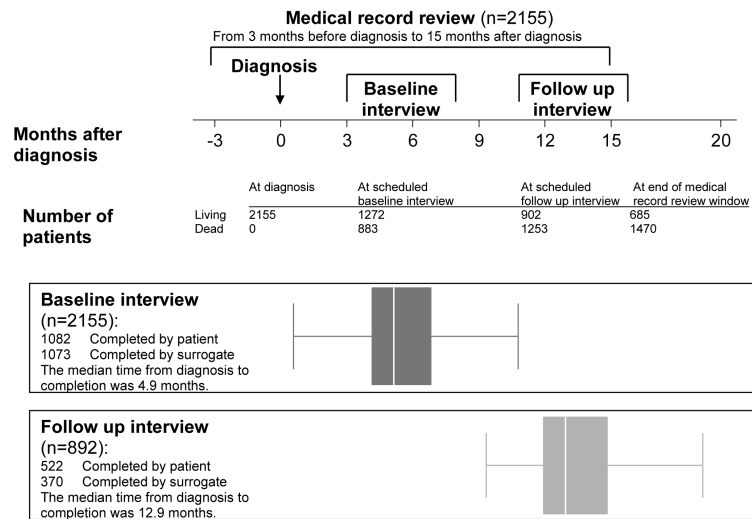 Medical record review (n=2155)
From 3 months before diagnosis to 15 months after diagnosis
Diagnosis
Baseline
interview
Follow up
interview
Months after
diagnosis
-3 0 3 6 9 12 15 20
At diagnosis At scheduled At scheduled At end of medical
baseline interview follow up interview record review window
Number of
patients
Living 2155 1272 902 685
Dead 0 883 1253 1470
Baseline interview
(n=2155):
1082 Completed by patient
1073 Completed by surrogate
The median time from diagnosis to
completion was 4.9 months.
Follow up interview
(n=892):
522 Completed by patient
370 Completed by surrogate
The median time from diagnosis to
completion was 12.9 months.